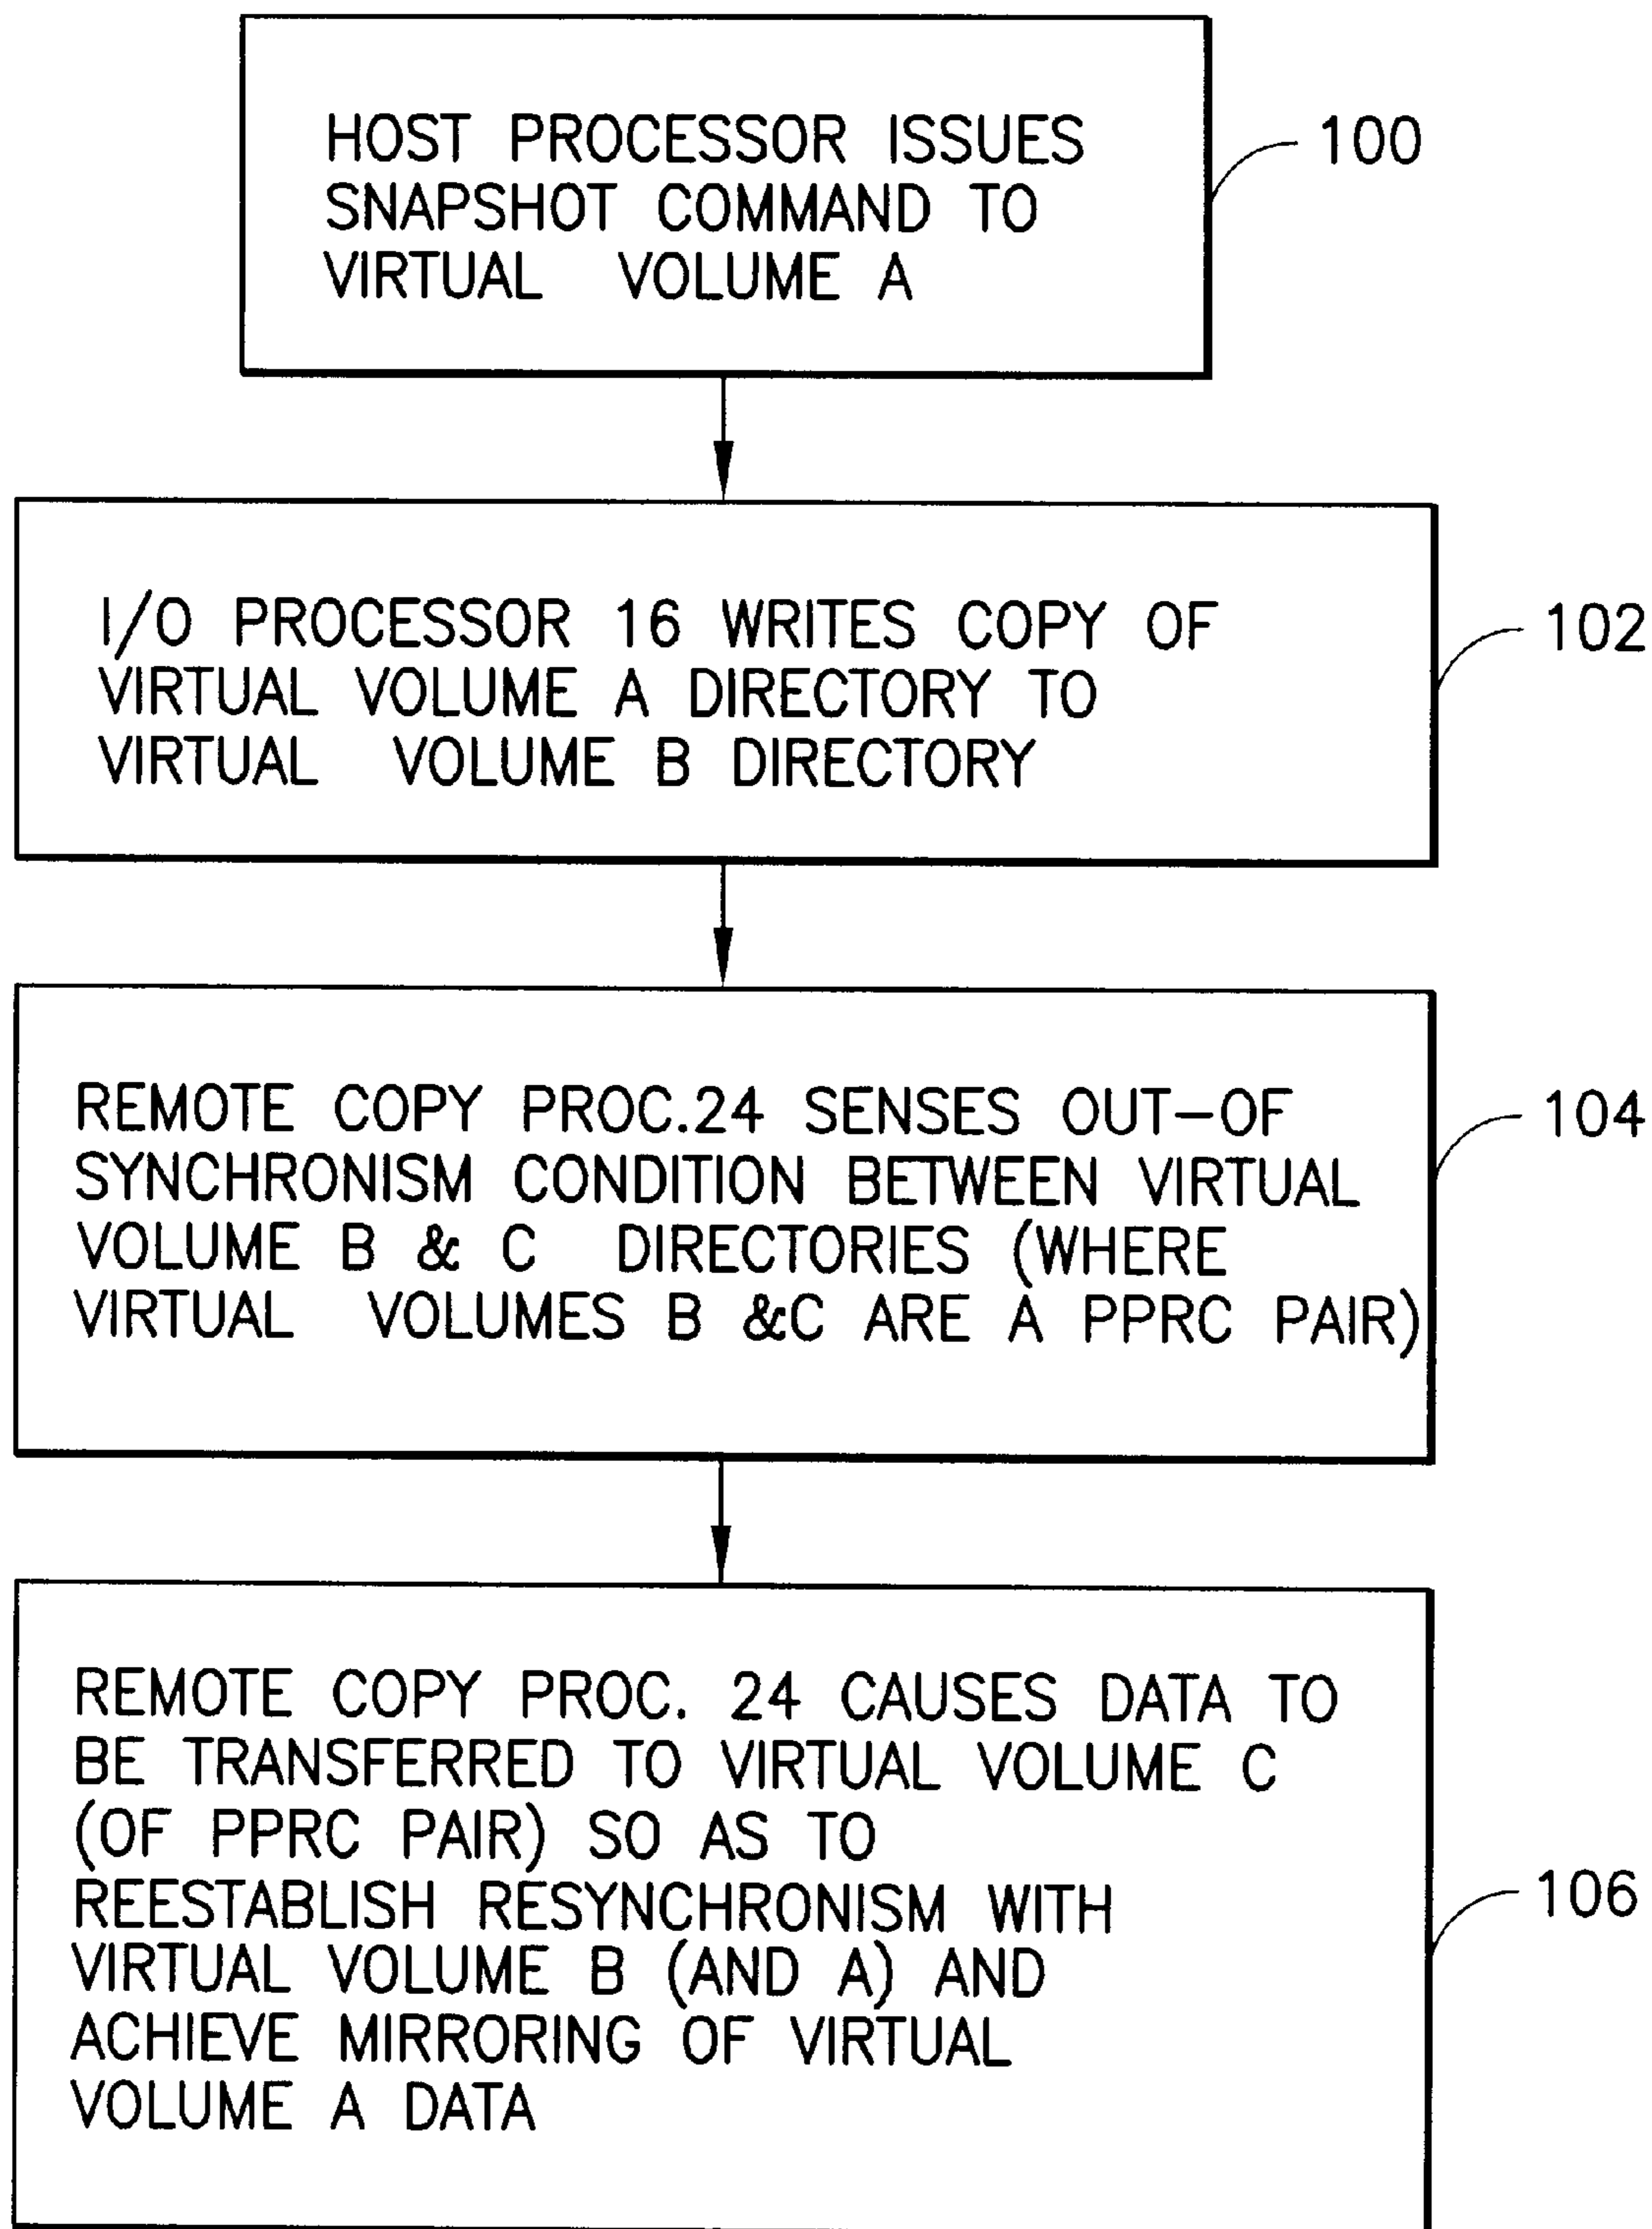 HOST PROCESSOR ISSUES
SNAPSHOT COMMAND TO
VIRTUAL VOLUME A
100
I/O PROCESSOR 16 WRITES COPY OF
VIRTUAL VOLUME A DIRECTORY TO
VIRTUAL VOLUME B DIRECTORY
102
REMOTE COPY PROC.24 SENSES OUT-OF
SYNCHRONISM CONDITION BETWEEN VIRTUAL
VOLUME B & C DIRECTORIES (WHERE
VIRTUAL VOLUMES B &C ARE A PPRC PAIR)
104
REMOTE COPY PROC. 24 CAUSES DATA TO
BE TRANSFERRED TO VIRTUAL VOLUME C
(OF PPRC PAIR) SO AS TO
REESTABLISH RESYNCHRONISM WITH
VIRTUAL VOLUME B (AND A) AND
ACHIEVE MIRRORING OF VIRTUAL
VOLUME A DATA
106